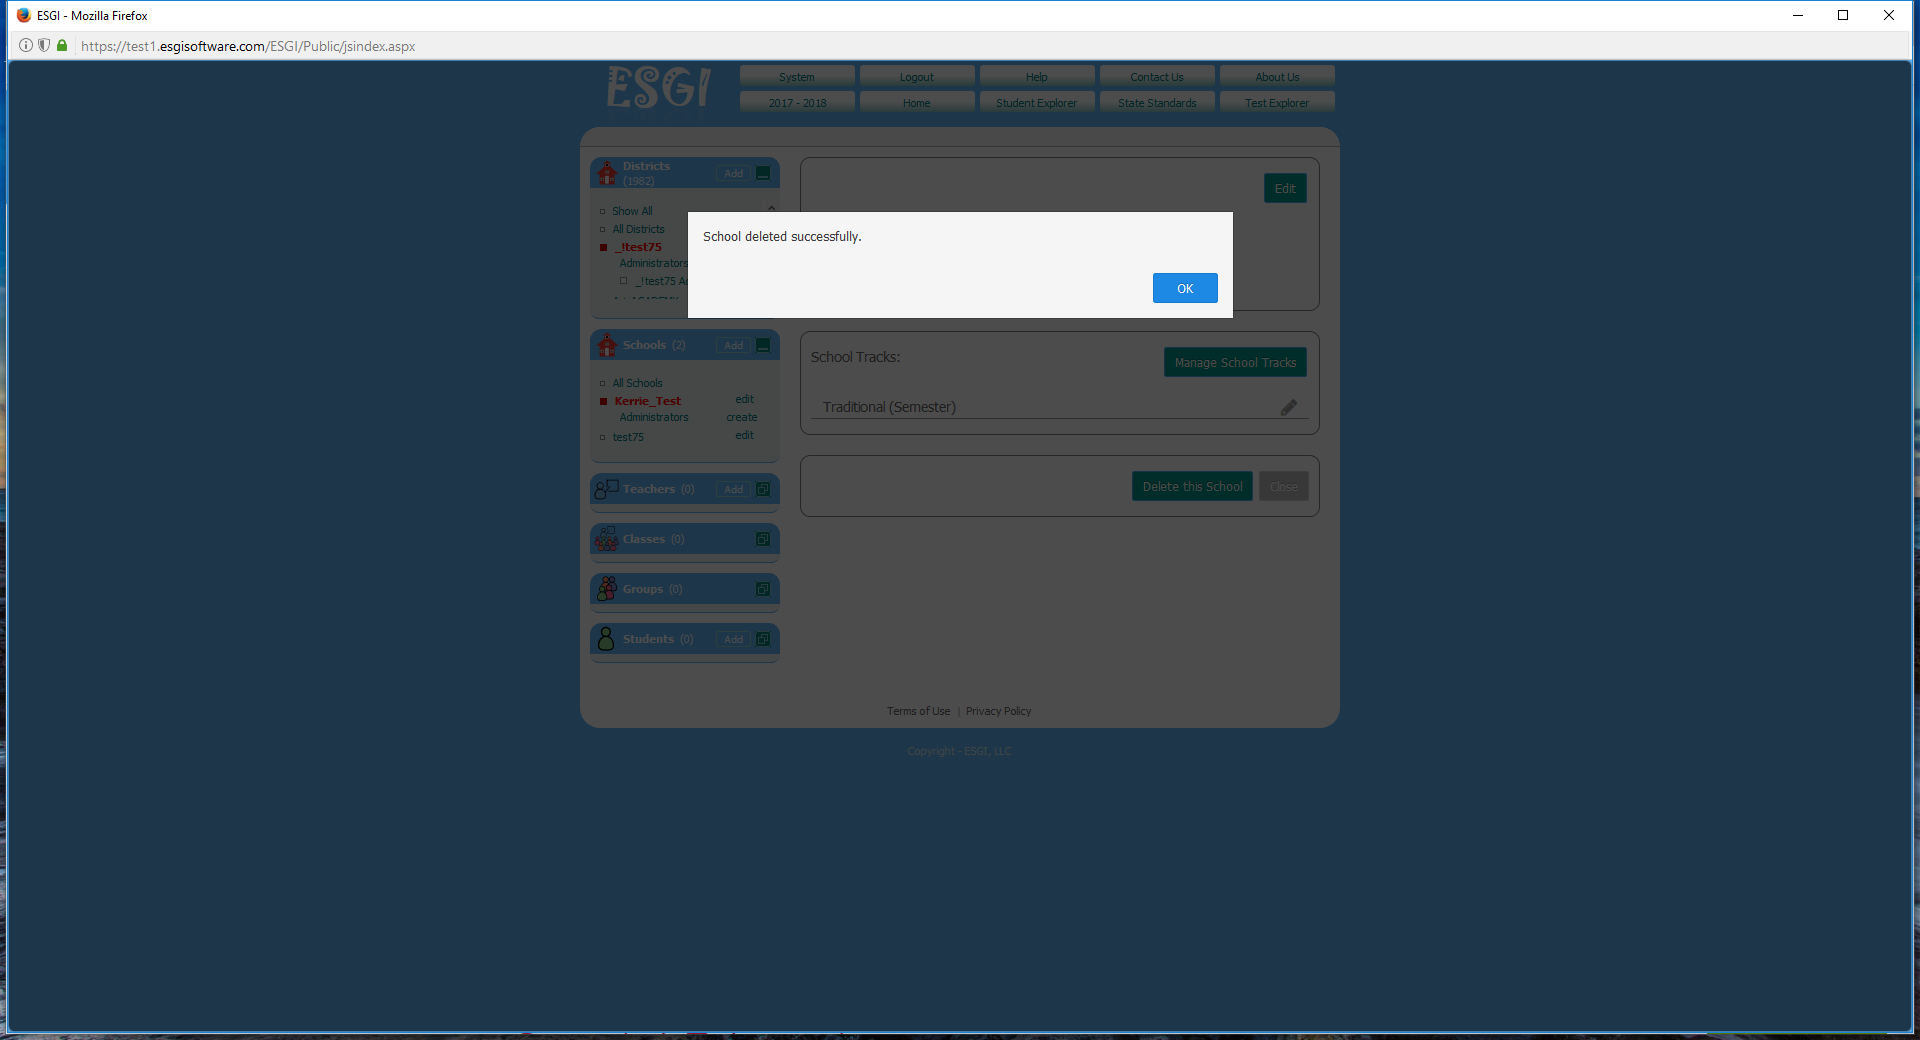 ESGI - Mozilla Firefox
https://test1.esgisoftware.com/ESGI/Public/jsindex.aspx
ESGI
System
Logout
Help
Contact Us
About Us
2017 - 2018
Home
Student Explorer
State Standards
Test Explorer
Districts
(1982)
Add
Show All
All Districts
_!test75
Administrators
_!test75
Edit
School deleted successfully.
OK
Schools (2)
Add
All Schools
Kerrie_Test edit
Administrators create
test75 edit
School Tracks:
Manage School Tracks
Traditional (Semester)
Delete this School
Close
Teachers (0)
Add
Classes (0)
Groups (0)
Students (0)
Add
Terms of Use | Privacy Policy
Copyright - ESGI, LLC